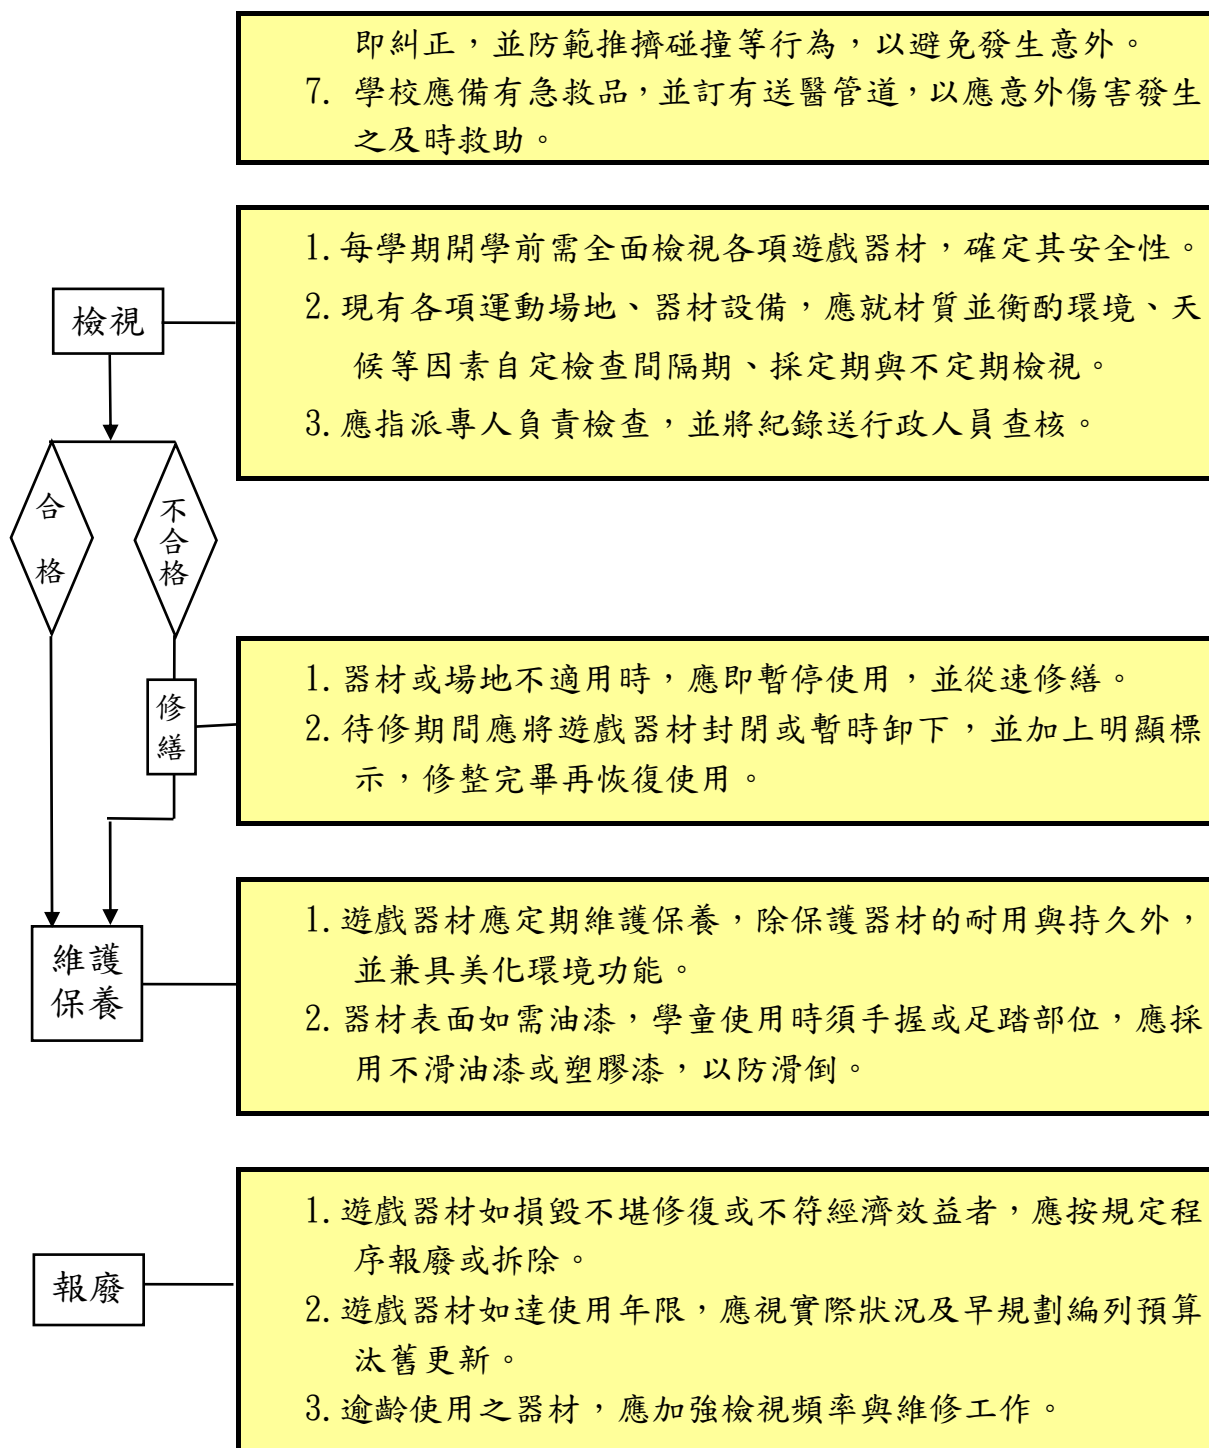 即糾正，並防範推擠碰撞等行為，以避免發生意外。
7. 學校應備有急救品，並訂有送醫管道，以應意外傷害發生
之及時救助。
檢視
1. 每學期開學前需全面檢視各項遊戲器材，確定其安全性。
2. 現有各項運動場地、器材設備，應就材質並衡酌環境、天
候等因素自定檢查間隔期、採定期與不定期檢視。
3. 應指派專人負責檢查，並將紀錄送行政人員查核。
合格
不合格
修繕
1. 器材或場地不適用時，應即暫停使用，並從速修繕。
2. 待修期間應將遊戲器材封閉或暫時卸下，並加上明顯標
示，修整完畢再恢復使用。
維護
保養
1. 遊戲器材應定期維護保養，除保護器材的耐用與持久外，
並兼具美化環境功能。
2. 器材表面如需油漆，學童使用時須手握或足踏部位，應採
用不滑油漆或塑膠漆，以防滑倒。
報廢
1. 遊戲器材如損毀不堪修復或不符經濟效益者，應按規定程
序報廢或拆除。
2. 遊戲器材如達使用年限，應視實際狀況及早規劃編列預算
汰舊更新。
3. 逾齡使用之器材，應加強檢視頻率與維修工作。